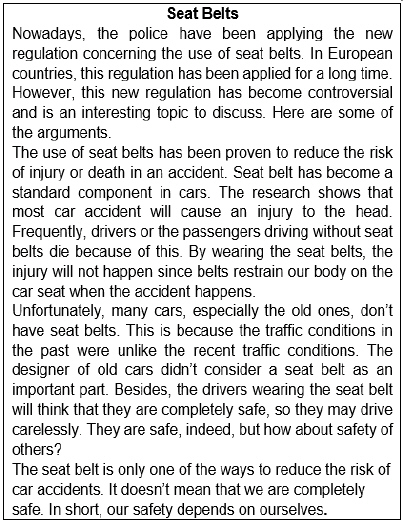 Seat Belts
Nowadays, the police have been applying the new
regulation concerning the use of seat belts. In European
countries, this regulation has been applied for a long time.
However, this new regulation has become controversial
and is an interesting topic to discuss. Here are some of
the arguments.
The use of seat belts has been proven to reduce the risk
of injury or death in an accident. Seat belt has become a
standard component in cars. The research shows that
most car accident will cause an injury to the head.
Frequently, drivers or the passengers driving without seat
belts die because of this. By wearing the seat belts, the
injury will not happen since belts restrain our body on the
car seat when the accident happens.
Unfortunately, many cars, especially the old ones, don’t
have seat belts. This is because the traffic conditions in
the past were unlike the recent traffic conditions. The
designer of old cars didn’t consider a seat belt as an
important part. Besides, the drivers wearing the seat belt
will think that they are completely safe, so they may drive
carelessly. They are safe, indeed, but how about safety of
others?
The seat belt is only one of the ways to reduce the risk of
car accidents. It doesn’t mean that we are completely
safe. In short, our safety depends on ourselves.